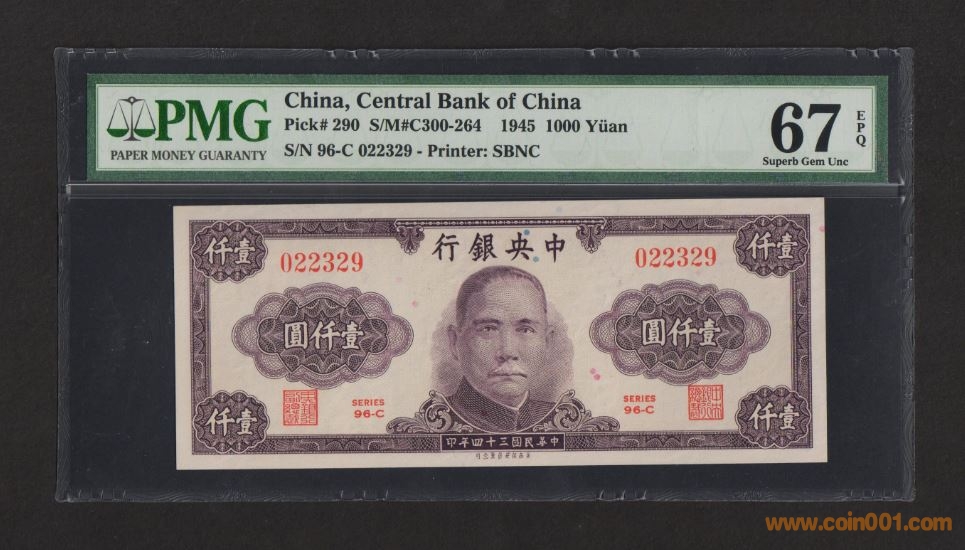 PMG
PAPER MONEY GUARANTY
China, Central Bank of China
Pick# 290 S/M#C300-264 1945 1000 Yüan
S/N 96-C 022329 - Printer: SBNC
67 EPQ
Superb Gem Unc
仟壹 行銀央中 仟壹
022329 022329
圓仟壹 圓仟壹
SERIES
96-C
SERIES
96-C
仟壹 仟壹
印年四十三國民華中
www.coin001.com